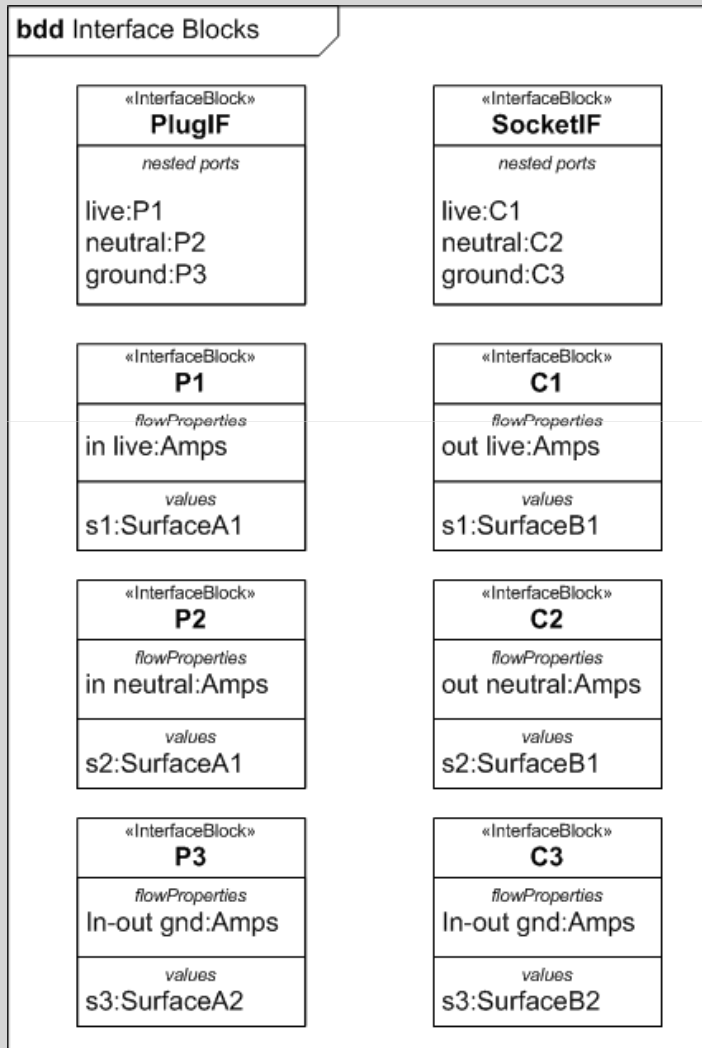 bdd Interface Blocks
«InterfaceBlock»
PlugIF
nested ports
live:P1
neutral:P2
ground:P3
«InterfaceBlock»
SocketIF
nested ports
live:C1
neutral:C2
ground:C3
«InterfaceBlock»
P1
flowProperties
in live:Amps
values
s1:SurfaceA1
«InterfaceBlock»
C1
flowProperties
out live:Amps
values
s1:SurfaceB1
«InterfaceBlock»
P2
flowProperties
in neutral:Amps
values
s2:SurfaceA1
«InterfaceBlock»
C2
flowProperties
out neutral:Amps
values
s2:SurfaceB1
«InterfaceBlock»
P3
flowProperties
In-out gnd:Amps
values
s3:SurfaceA2
«InterfaceBlock»
C3
flowProperties
In-out gnd:Amps
values
s3:SurfaceB2